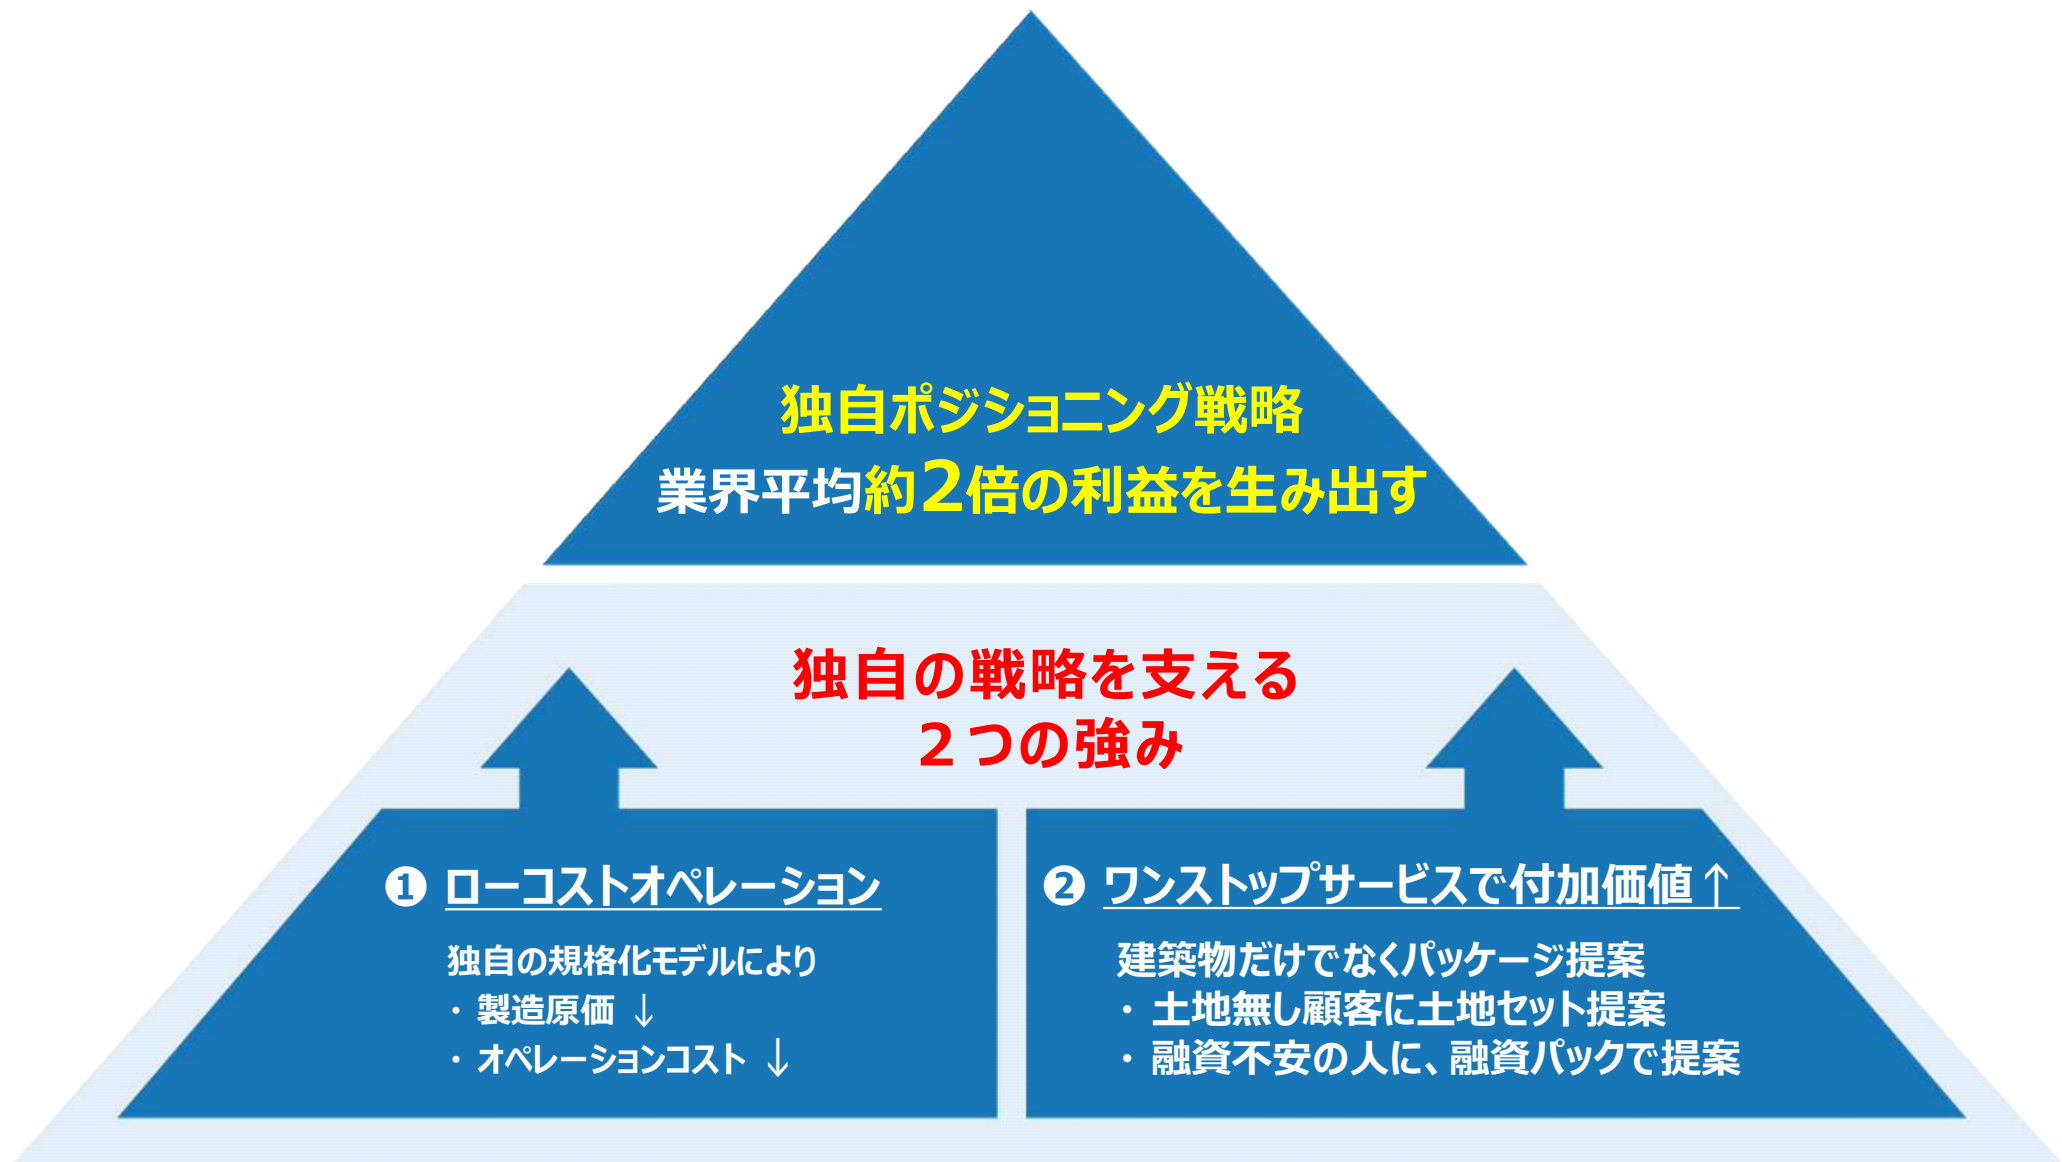 独自ポジショニング戦略
業界平均約2倍の利益を生み出す
独自の戦略を支える
２つの強み
❶ ローコストオペレーション
独自の規格化モデルにより
・製造原価 ↓
・オペレーションコスト ↓
❷ ワンストップサービスで付加価値↑
建築物だけでなくパッケージ提案
・土地無し顧客に土地セット提案
・融資不安の人に、融資パックで提案